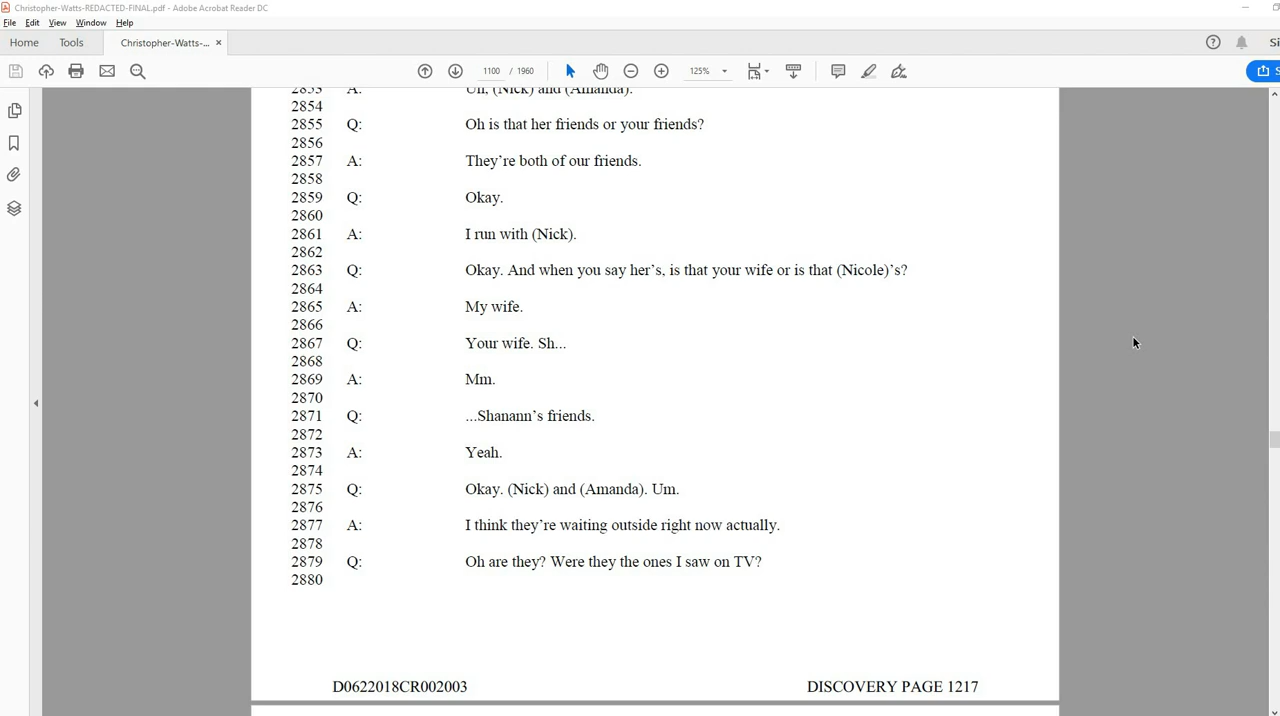 Christopher-Watts-REDACTED-FINAL.pdf - Adobe Acrobat Reader DC
File Edit View Window Help
Home Tools Christopher-Watts-... × ? Si
1100 / 1960 125% S
2853 A: Uh, (Nick) and (Amanda).
2854
2855 Q: Oh is that her friends or your friends?
2856
2857 A: They're both of our friends.
2858
2859 Q: Okay.
2860
2861 A: I run with (Nick).
2862
2863 Q: Okay. And when you say her's, is that your wife or is that (Nicole)'s?
2864
2865 A: My wife.
2866
2867 Q: Your wife. Sh...
2868
2869 A: Mm.
2870
2871 Q: ...Shanann's friends.
2872
2873 A: Yeah.
2874
2875 Q: Okay. (Nick) and (Amanda). Um.
2876
2877 A: I think they're waiting outside right now actually.
2878
2879 Q: Oh are they? Were they the ones I saw on TV?
2880
D0622018CR002003 DISCOVERY PAGE 1217